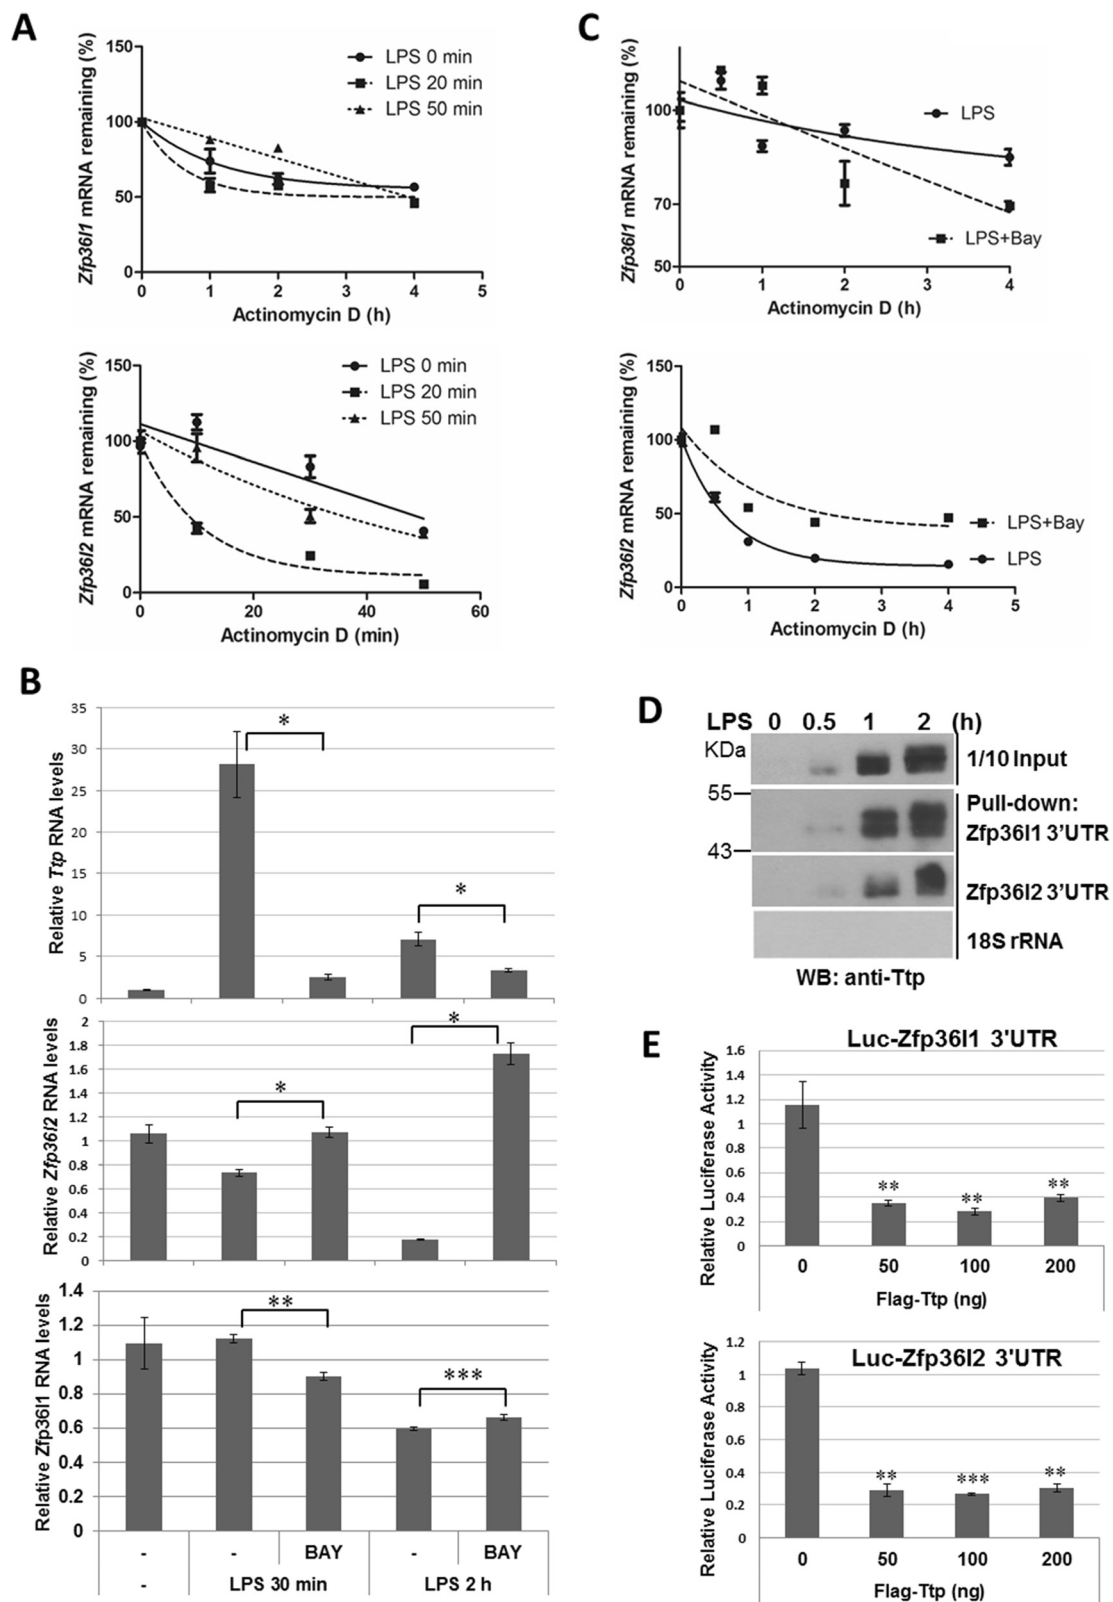 A
Zfp36l1 mRNA remaining (%)
150
100
50
0
LPS 0 min
LPS 20 min
LPS 50 min
0 1 2 3 4 5
Actinomycin D (h)
Zfp36l2 mRNA remaining (%)
150
100
50
0
LPS 0 min
LPS 20 min
LPS 50 min
0 20 40 60
Actinomycin D (min)
C
Zfp36l1 mRNA remaining (%)
100
70
50
LPS
LPS+Bay
0 1 2 3 4
Actinomycin D (h)
Zfp36l2 mRNA remaining (%)
150
100
50
0
LPS+Bay
LPS
0 1 2 3 4 5
Actinomycin D (h)
B
Relative Ttp RNA levels
35
30
25
20
15
10
5
0
*
*
Relative Zfp36l2 RNA levels
2
1.8
1.6
1.4
1.2
1
0.8
0.6
0.4
0.2
0
*
*
Relative Zfp36l1 RNA levels
1.4
1.2
1
0.8
0.6
0.4
0.2
0
**
***
- - BAY - BAY
- LPS 30 min LPS 2 h
D
LPS 0 0.5 1 2 (h)
KDa
55
43
1/10 Input
Pull-down:
Zfp36l1 3'UTR
Zfp36l2 3'UTR
18S rRNA
WB: anti-Ttp
E
Luc-Zfp36l1 3'UTR
Relative Luciferase Activity
1.6
1.4
1.2
1
0.8
0.6
0.4
0.2
0
** ** **
0 50 100 200
Flag-Ttp (ng)
Luc-Zfp36l2 3'UTR
Relative Luciferase Activity
1.2
1
0.8
0.6
0.4
0.2
0
** *** **
0 50 100 200
Flag-Ttp (ng)